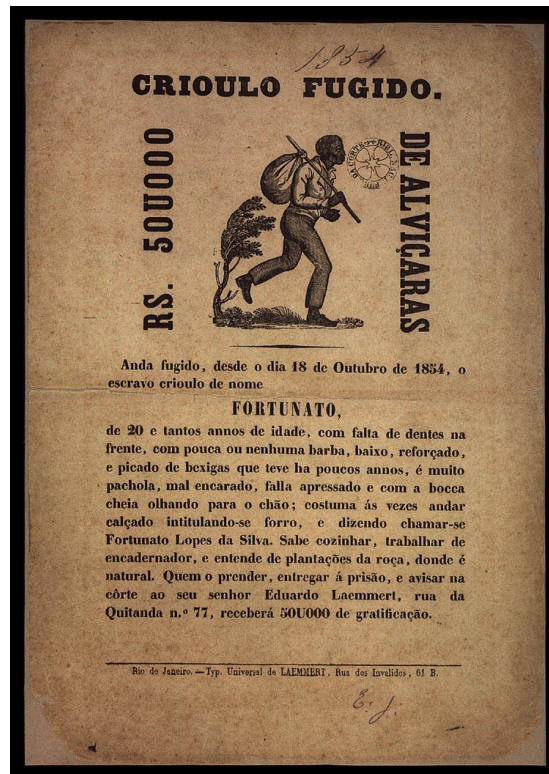 1854
CRIOULO FUGIDO.
RS. 50U000
DE ALVIÇARAS
Anda fugido, desde o dia 18 de Outubro de 1854, o
escravo crioulo de nome
FORTUNATO,
de 20 e tantos annos de idade, com falta de dentes na
frente, com pouca ou nenhuma barba, baixo, reforçado,
e picado de bexigas que teve ha poucos annos, é muito
pachola, mal encarado, falla apressado e com a bocca
cheia olhando para o chão; costuma ás vezes andar
calçado intitulando-se forro, e dizendo chamar-se
Fortunato Lopes da Silva. Sabe cozinhar, trabalhar de
encadernador, e entende de plantações da roça, donde é
natural. Quem o prender, entregar á prisão, e avisar na
côrte ao seu senhor Eduardo Laemmert, rua da
Quitanda n.º 77, receberá 50U000 de gratificação.
Rio de Janeiro. — Typ. Universal de LAEMMERT, Rua dos Invalidos, 61 B.